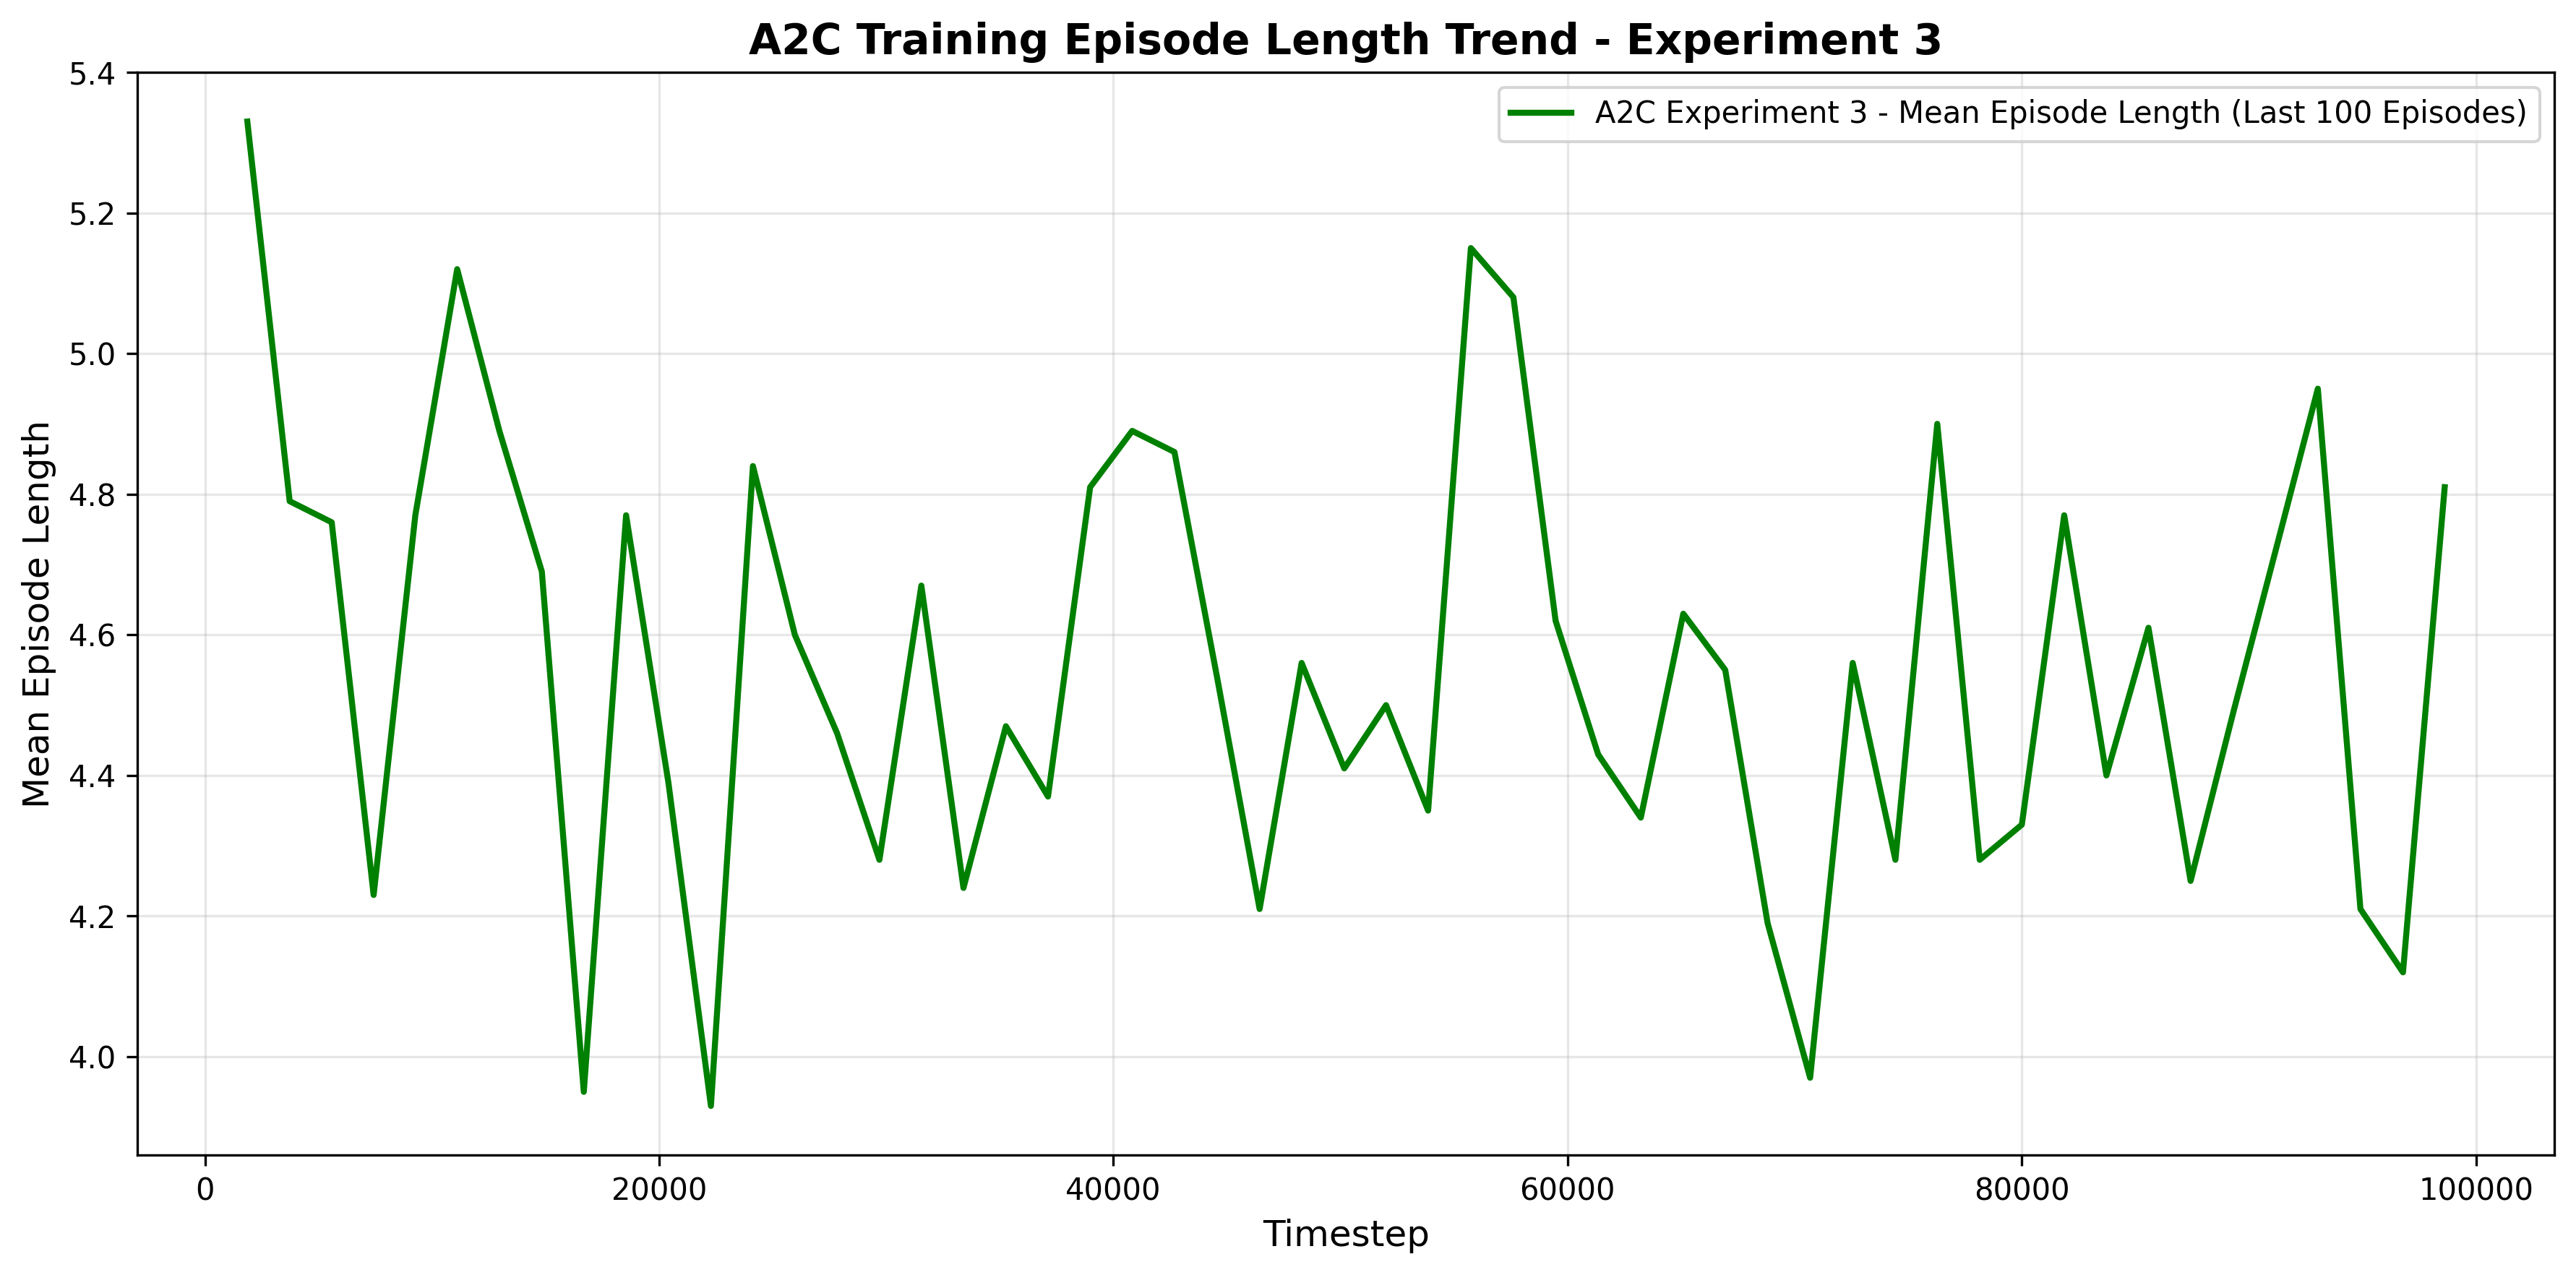 A2C Training Episode Length Trend - Experiment 3
A2C Experiment 3 - Mean Episode Length (Last 100 Episodes)
Mean Episode Length
5.4
5.2
5.0
4.8
4.6
4.4
4.2
4.0
0 20000 40000 60000 80000 100000
Timestep